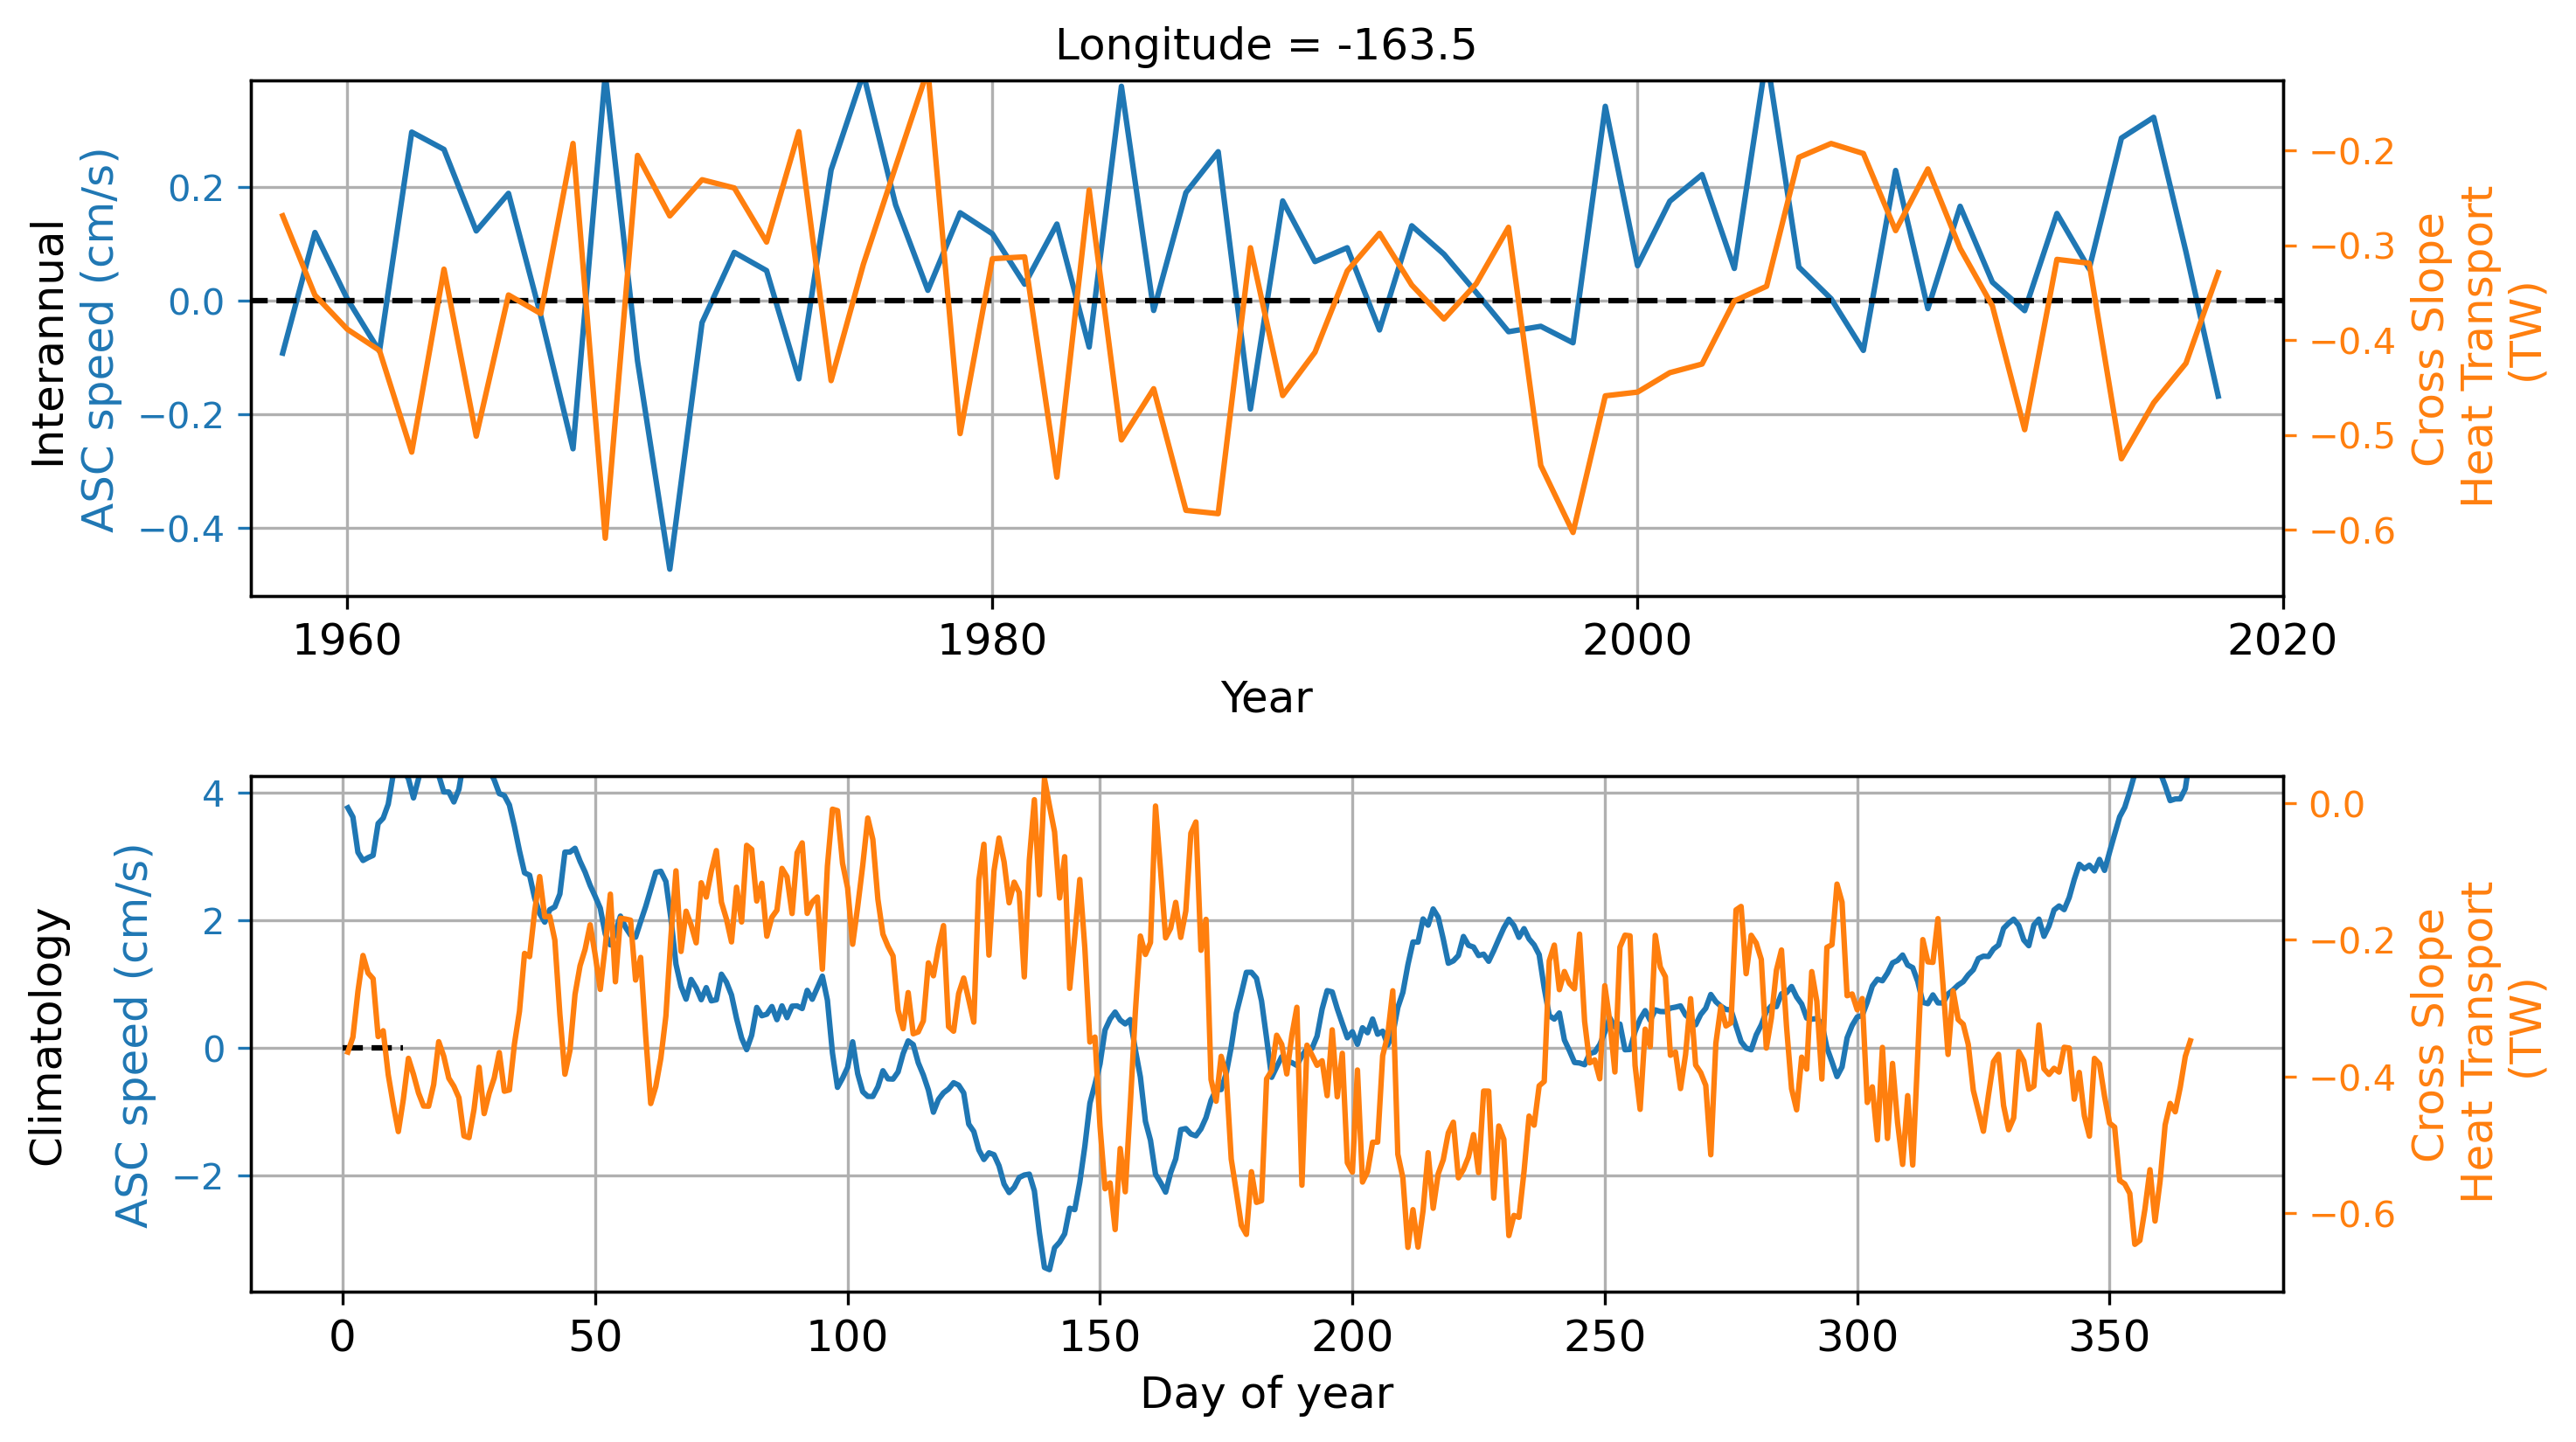 Longitude = -163.5
Interannual
ASC speed (cm/s)
0.2
0.0
−0.2
−0.4
−0.2
−0.3
−0.4
−0.5
−0.6
Cross Slope
Heat Transport
(TW)
1960 1980 2000 2020
Year
Climatology
ASC speed (cm/s)
4
2
0
−2
0.0
−0.2
−0.4
−0.6
Cross Slope
Heat Transport
(TW)
0 50 100 150 200 250 300 350
Day of year